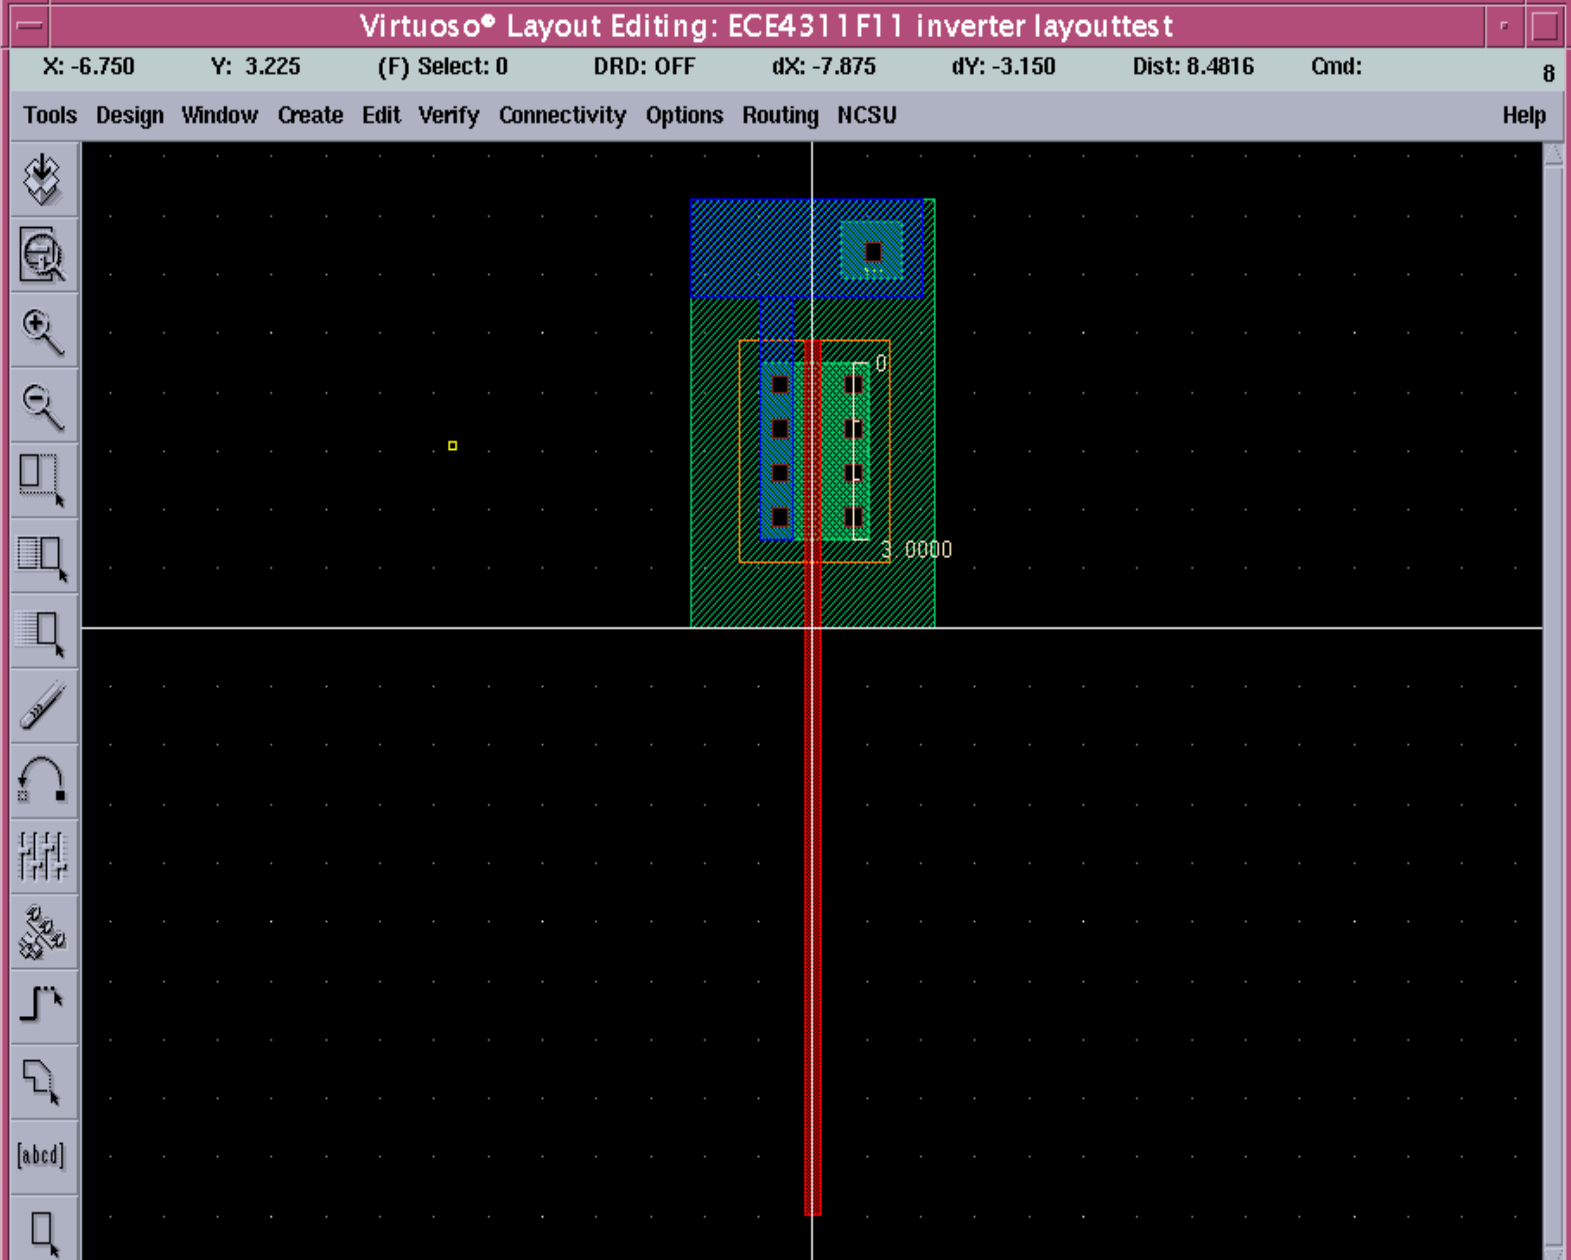 Virtuoso® Layout Editing: ECE4311F11 inverter layouttest
X: -6.750 Y: 3.225 (F) Select: 0 DRD: OFF dX: -7.875 dY: -3.150 Dist: 8.4816 Cmd: 8
Tools Design Window Create Edit Verify Connectivity Options Routing NCSU Help
0
3.0000
[abcd]